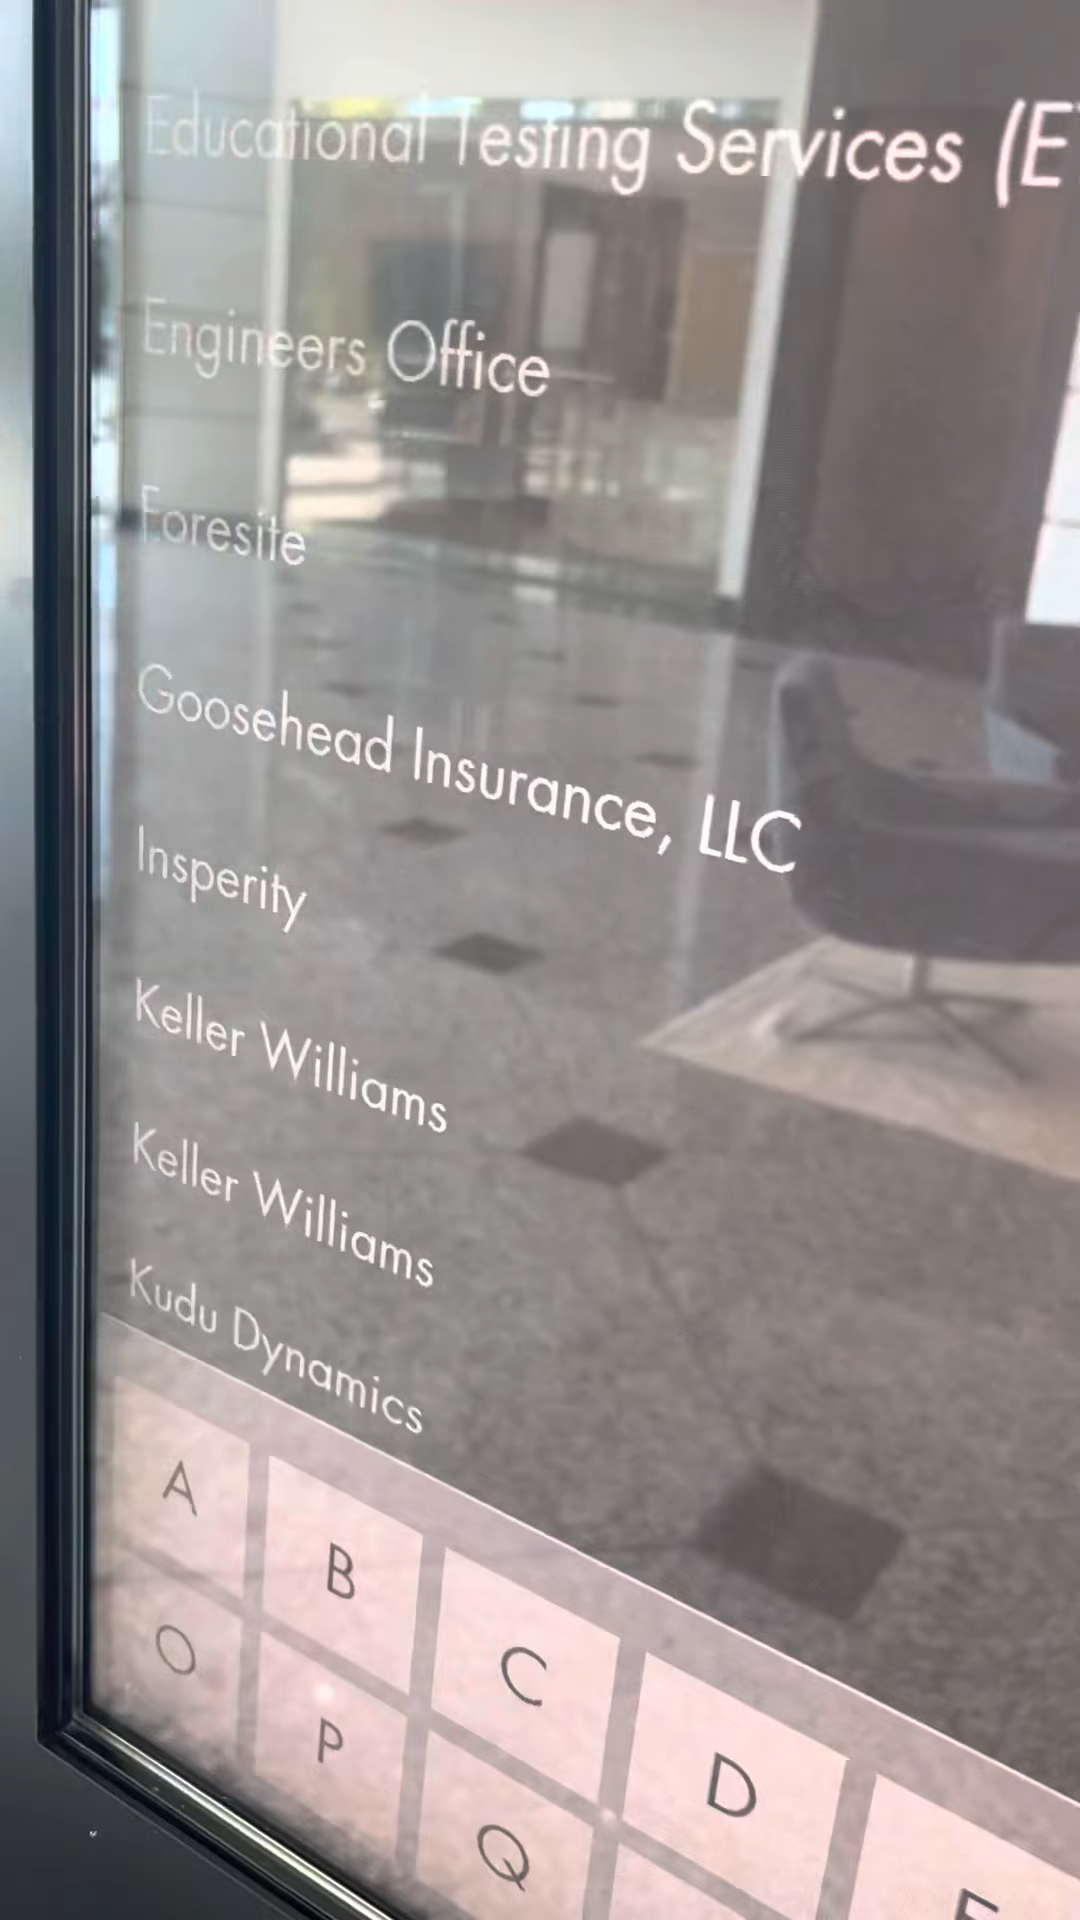 Educational Testing Services (E
Engineers Office
Foresite
Goosehead Insurance, LLC
Insperity
Keller Williams
Keller Williams
Kudu Dynamics
A B C D
O P Q